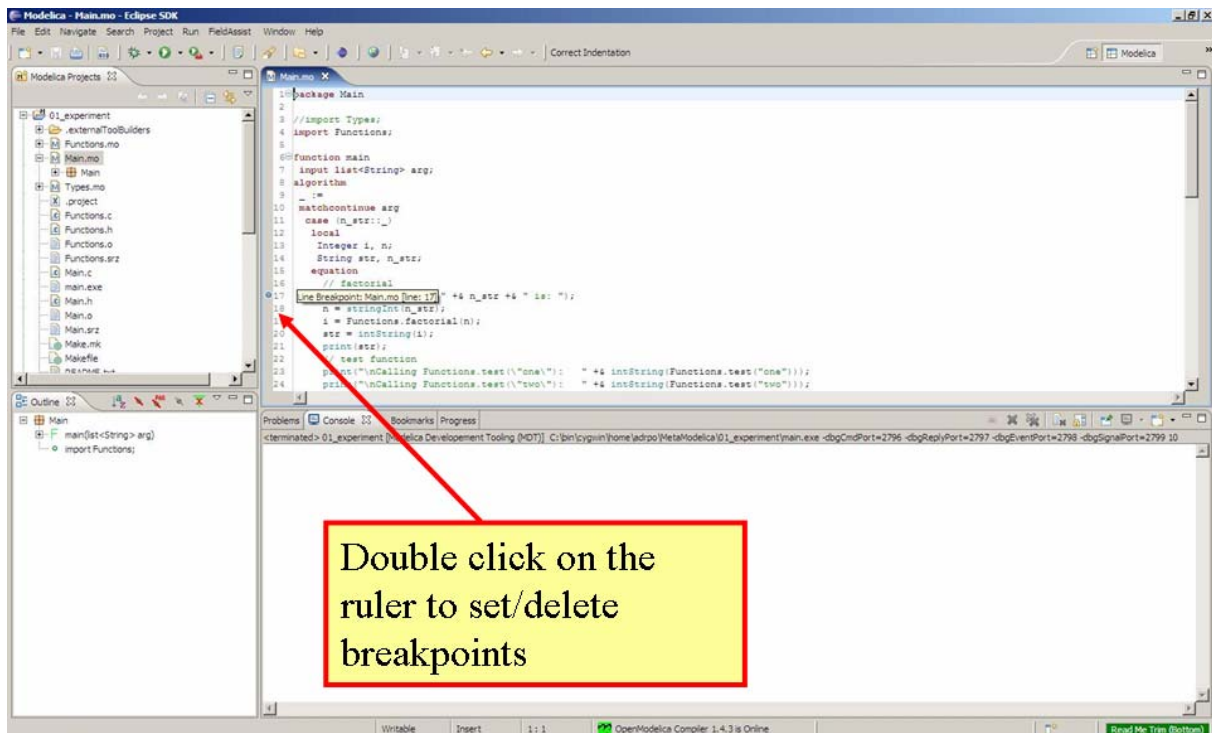 Modelica - Main.mo - Eclipse SDK
File Edit Navigate Search Project Run FieldAssist Window Help
Correct Indentation
Modelica
Modelica Projects
01_experiment
.externalToolBuilders
Functions.mo
Main.mo
Main
Types.mo
.project
Functions.c
Functions.h
Functions.o
Functions.srz
Main.c
main.exe
Main.h
Main.o
Main.srz
Make.mk
Makefile
Main.mo
1 package Main
2
3 //import Types;
4 import Functions;
5
6 function main
7 input list<String> arg;
8 algorithm
9 _ :=
10 matchcontinue arg
11 case (n_str::_)
12 local
13 Integer i, n;
14 String str, n_str;
15 equation
16 // factorial
17 Line Breakpoint: Main.mo [line: 17] " +& n_str +& " is: ");
18 n = stringInt(n_str);
i = Functions.factorial(n);
20 str = intString(i);
21 print(str);
22 // test function
23 print("\nCalling Functions.test(\"one\"): " +& intString(Functions.test("one")));
24 print("\nCalling Functions.test(\"two\"): " +& intString(Functions.test("two")));
Outline
Main
main(list<String> arg)
import Functions;
Problems Console Bookmarks Progress
<terminated> 01_experiment [Modelica Developement Tooling (MDT)] C:\bin\cygwin\home\adrpo\MetaModelica\01_experiment\main.exe -dbgCmdPort=2796 -dbgReplyPort=2797 -dbgEventPort=2798 -dbgSignalPort=2799 10
Double click on the
ruler to set/delete
breakpoints
Writable Insert 1 : 1 OpenModelica Compiler 1.4.3 is Online Read Me Trim (Bottom)